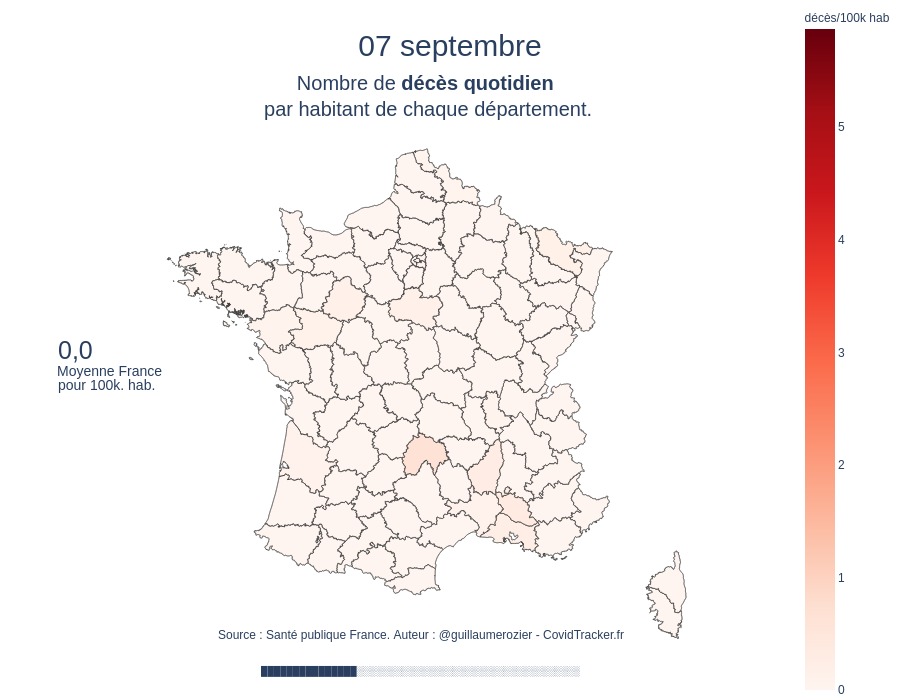 décès/100k hab
07 septembre
Nombre de décès quotidien
par habitant de chaque département.
5
4
3
2
1
0
0,0
Moyenne France
pour 100k. hab.
Source : Santé publique France. Auteur : @guillaumerozier - CovidTracker.fr